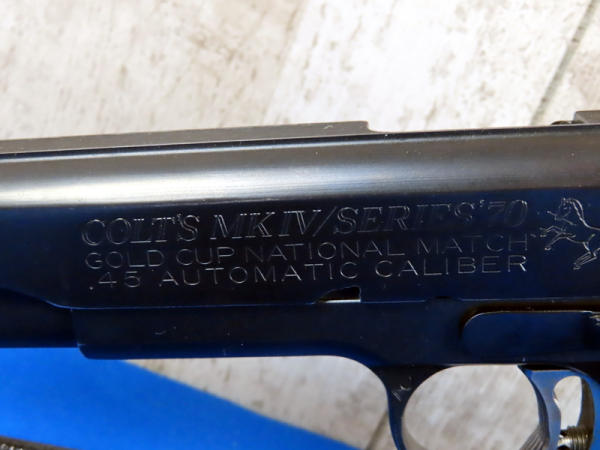 COLT'S MK IV/SERIES'70
GOLD CUP NATIONAL MATCH
.45 AUTOMATIC CALIBER